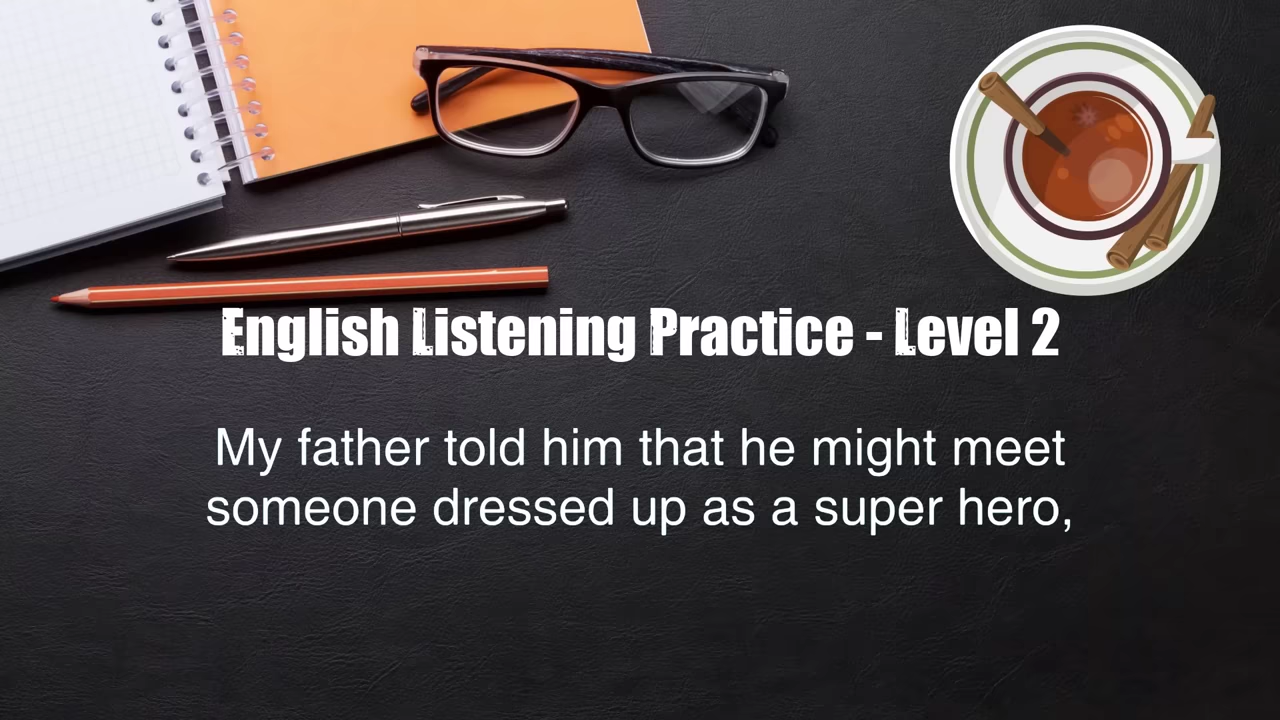 English Listening Practice - Level 2
My father told him that he might meet
someone dressed up as a super hero,